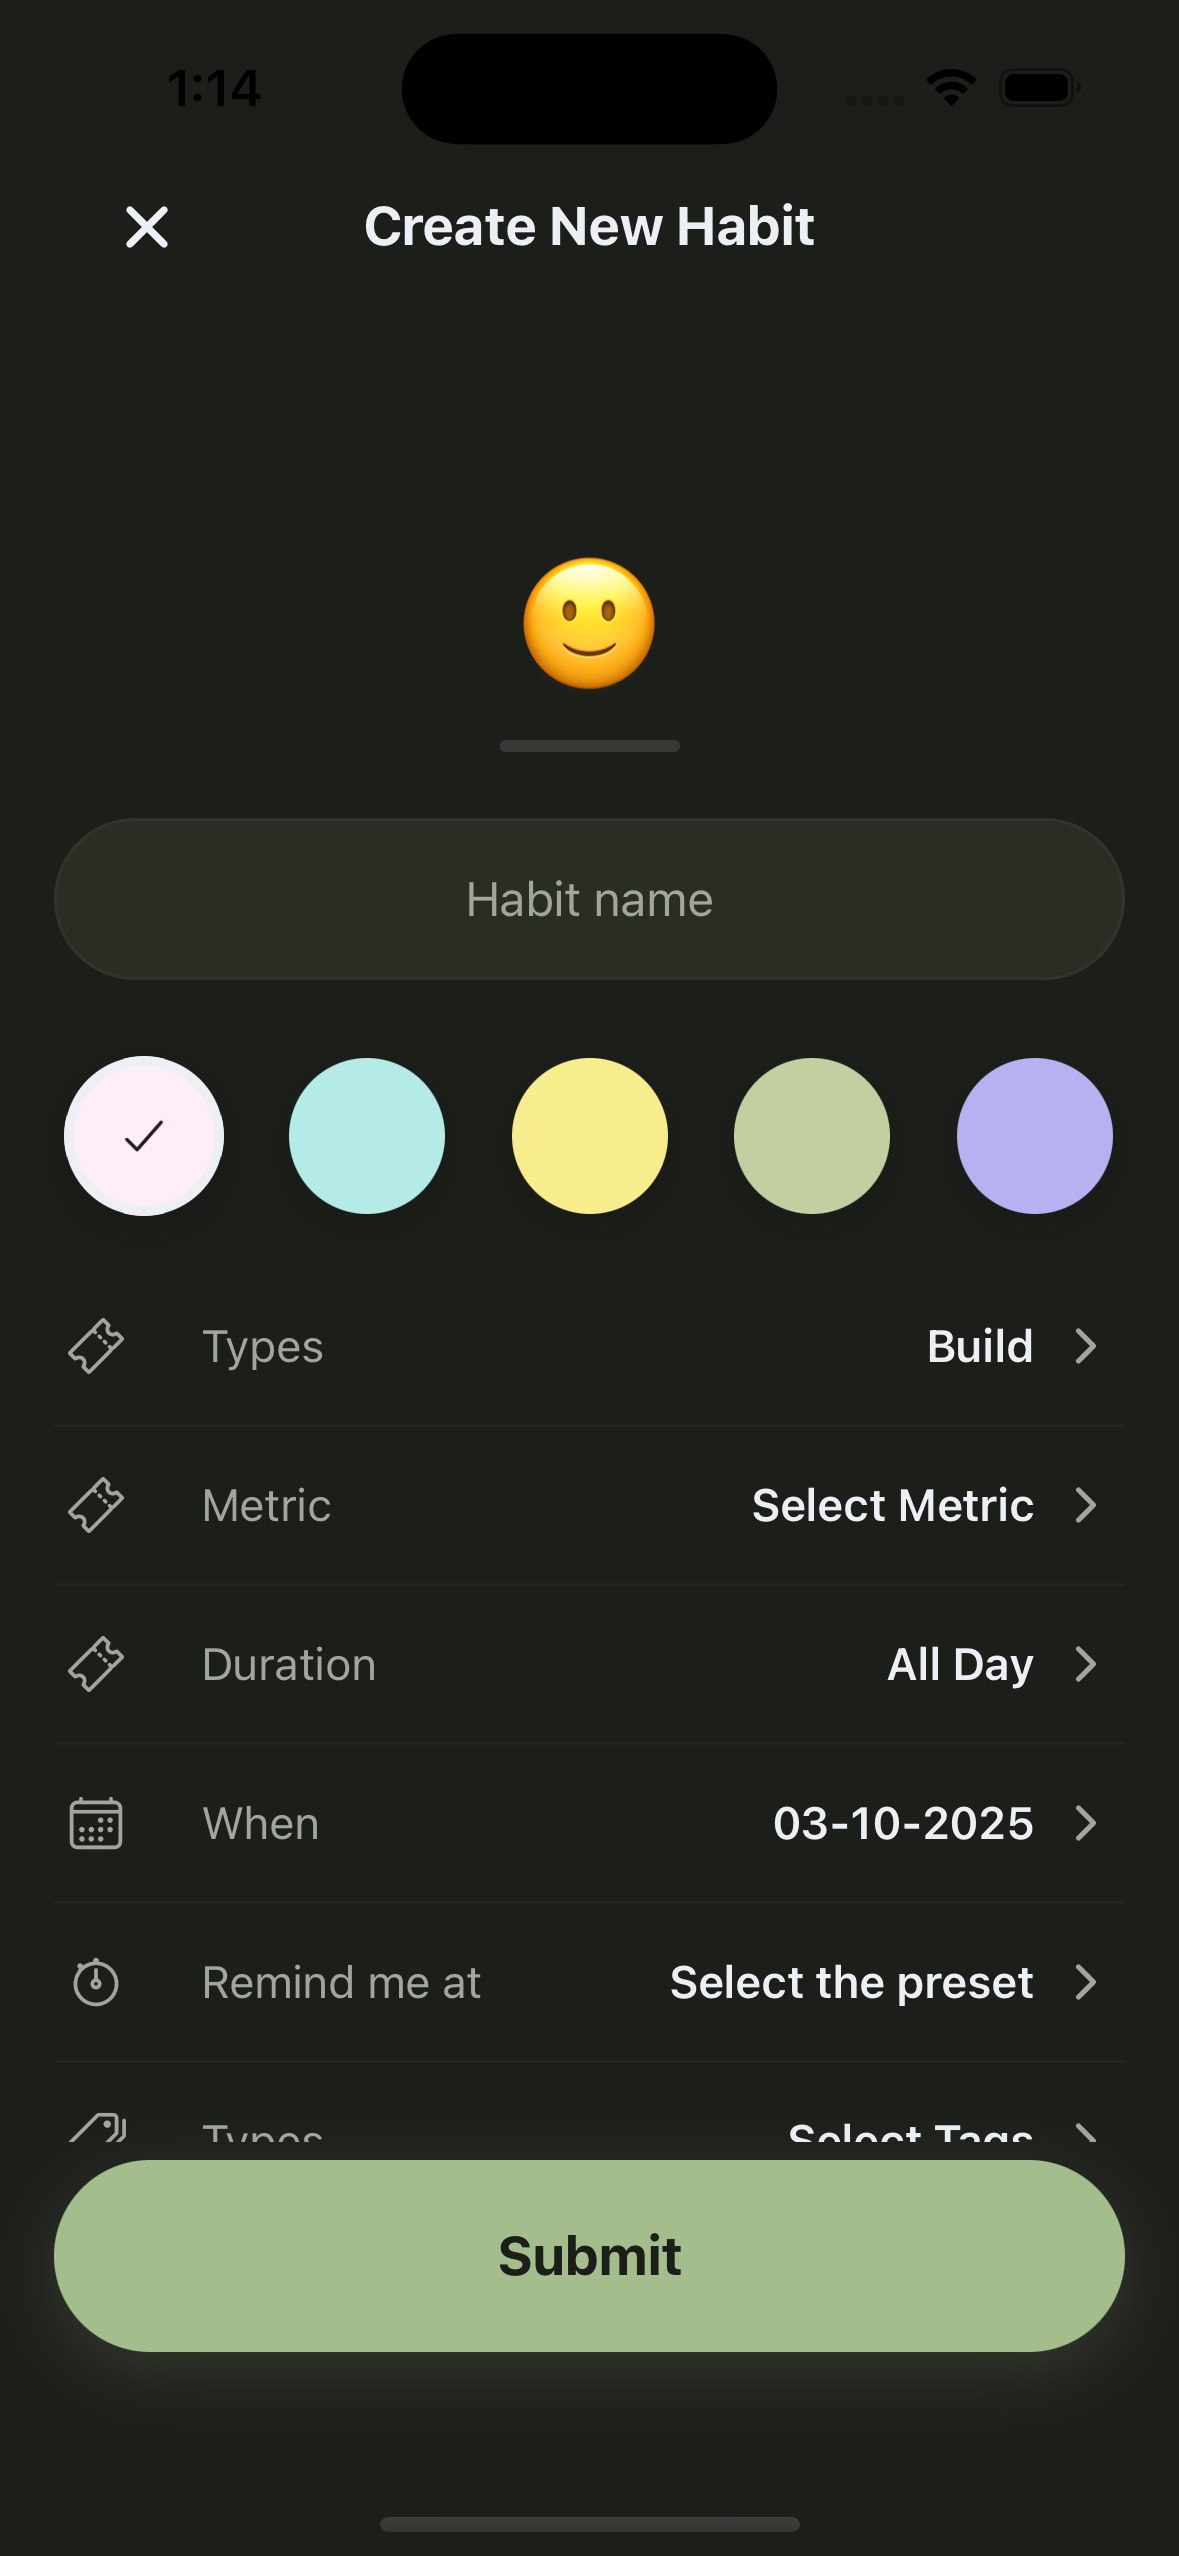 1:14
Create New Habit
Habit name
Types Build
Metric Select Metric
Duration All Day
When 03-10-2025
Remind me at Select the preset
Types Select Tags
Submit